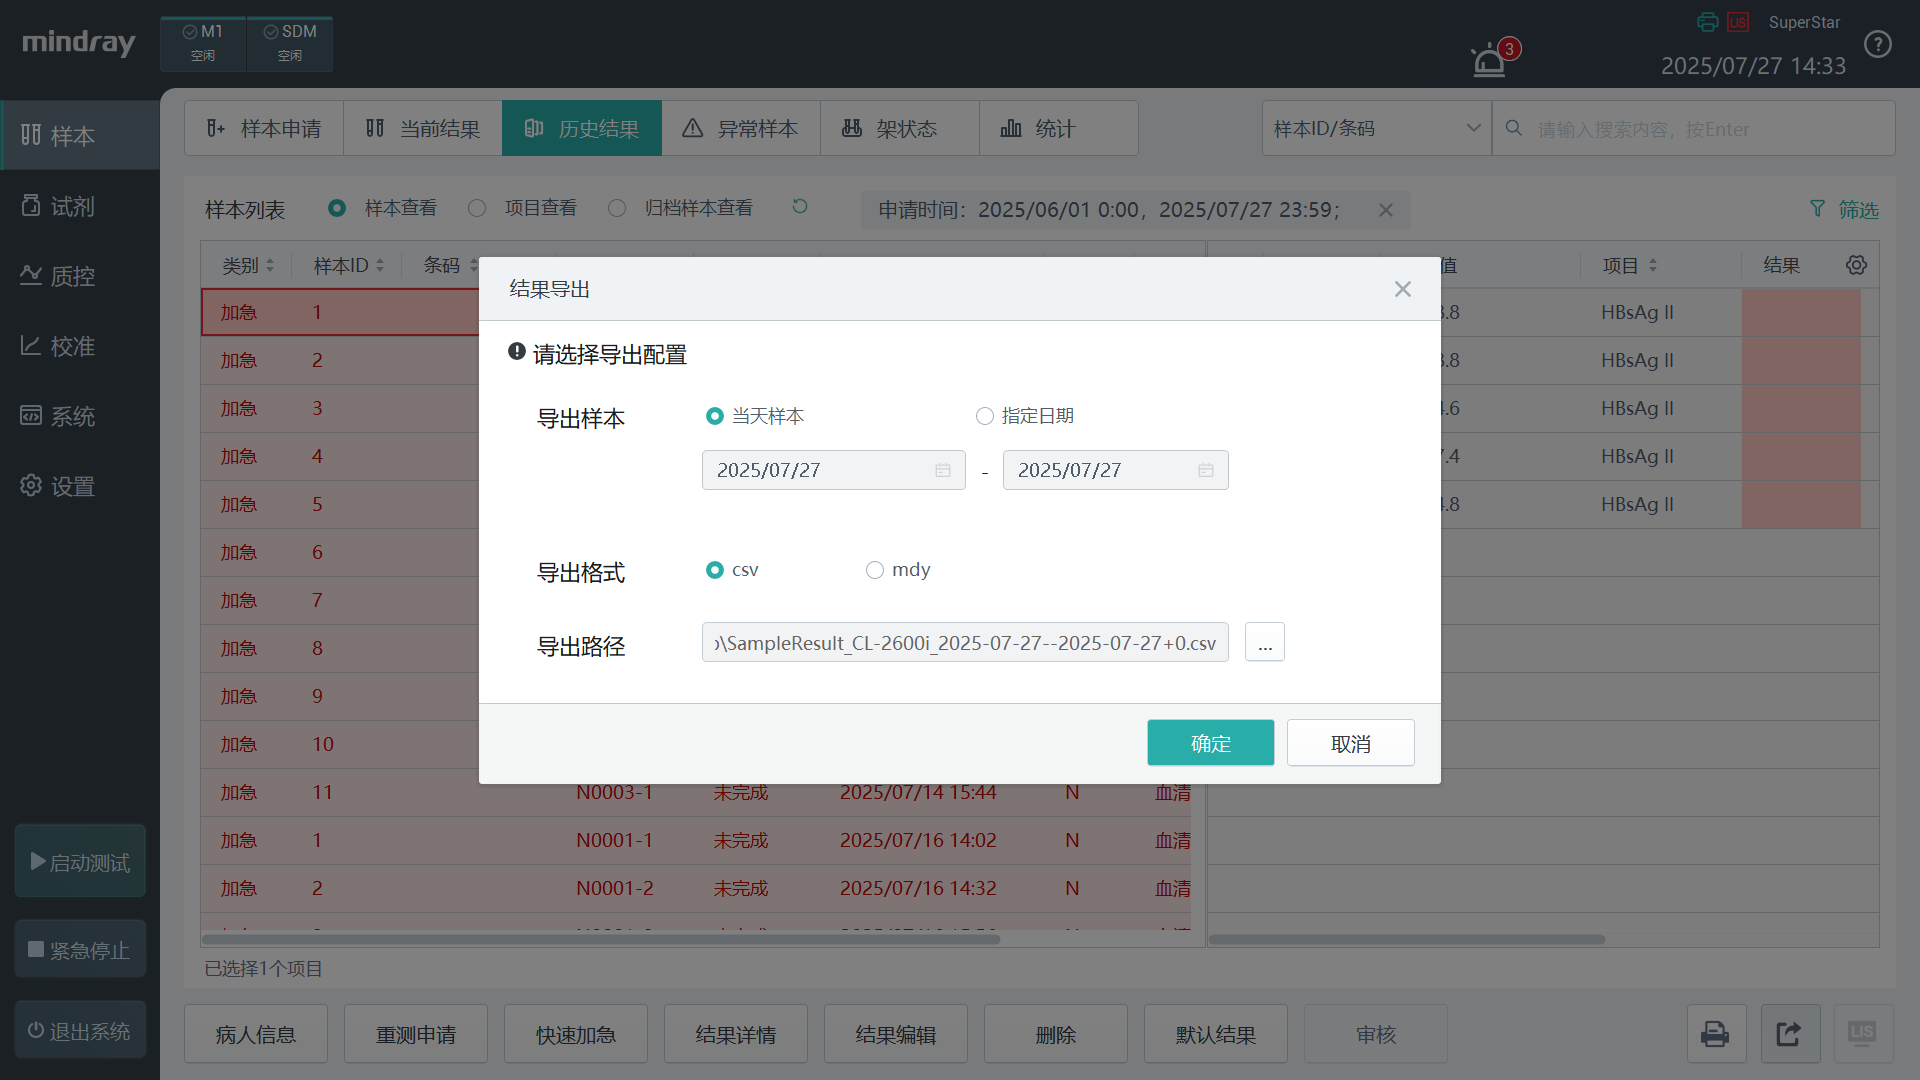 mindray
M1
空闲
SDM
空闲
3
LIS
SuperStar
2025/07/27 14:33
样本
试剂
质控
校准
系统
设置
启动测试
紧急停止
退出系统
样本申请
当前结果
历史结果
异常样本
架状态
统计
样本ID/条码
请输入搜索内容，按Enter
样本列表
样本查看
项目查看
归档样本查看
申请时间：2025/06/01 0:00，2025/07/27 23:59；
筛选
类别 样本ID 条码 值 项目 结果
加急 1 HBsAg II
加急 2 HBsAg II
加急 3 HBsAg II
加急 4 HBsAg II
加急 5 HBsAg II
加急 6
加急 7
加急 8
加急 9
加急 10
加急 11 N0003-1 未完成 2025/07/14 15:44 N 血清
加急 1 N0001-1 未完成 2025/07/16 14:02 N 血清
加急 2 N0001-2 未完成 2025/07/16 14:32 N 血清
结果导出
请选择导出配置
导出样本
当天样本
指定日期
2025/07/27 - 2025/07/27
导出格式
csv
mdy
导出路径
\SampleResult_CL-2600i_2025-07-27--2025-07-27+0.csv
...
确定
取消
已选择1个项目
病人信息
重测申请
快速加急
结果详情
结果编辑
删除
默认结果
审核
LIS